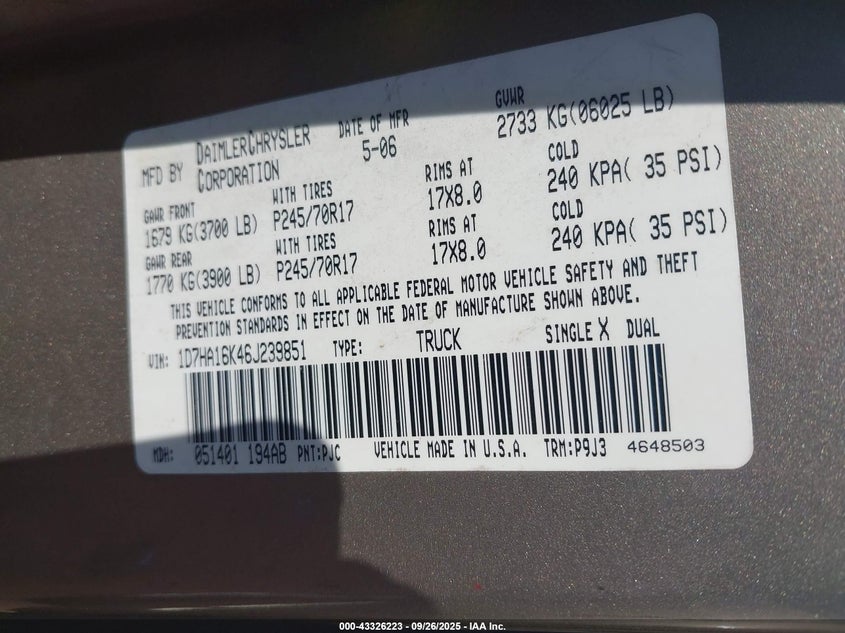 MFD BY DAIMLERCHRYSLER CORPORATION DATE OF MFR 5-06 GVWR 2733 KG(06025 LB)
GAWR FRONT 1679 KG(3700 LB) WITH TIRES P245/70R17 RIMS AT 17X8.0 COLD 240 KPA( 35 PSI)
GAWR REAR 1770 KG(3900 LB) WITH TIRES P245/70R17 RIMS AT 17X8.0 COLD 240 KPA( 35 PSI)
THIS VEHICLE CONFORMS TO ALL APPLICABLE FEDERAL MOTOR VEHICLE SAFETY AND THEFT
PREVENTION STANDARDS IN EFFECT ON THE DATE OF MANUFACTURE SHOWN ABOVE.
VIN: 1D7HA16K46J239851 TYPE: TRUCK SINGLE X DUAL
MDH: 051401 194AB PNT:PJC VEHICLE MADE IN U.S.A. TRM:P9J3 4648503
000-43326223 - 09/26/2025 - IAA Inc.